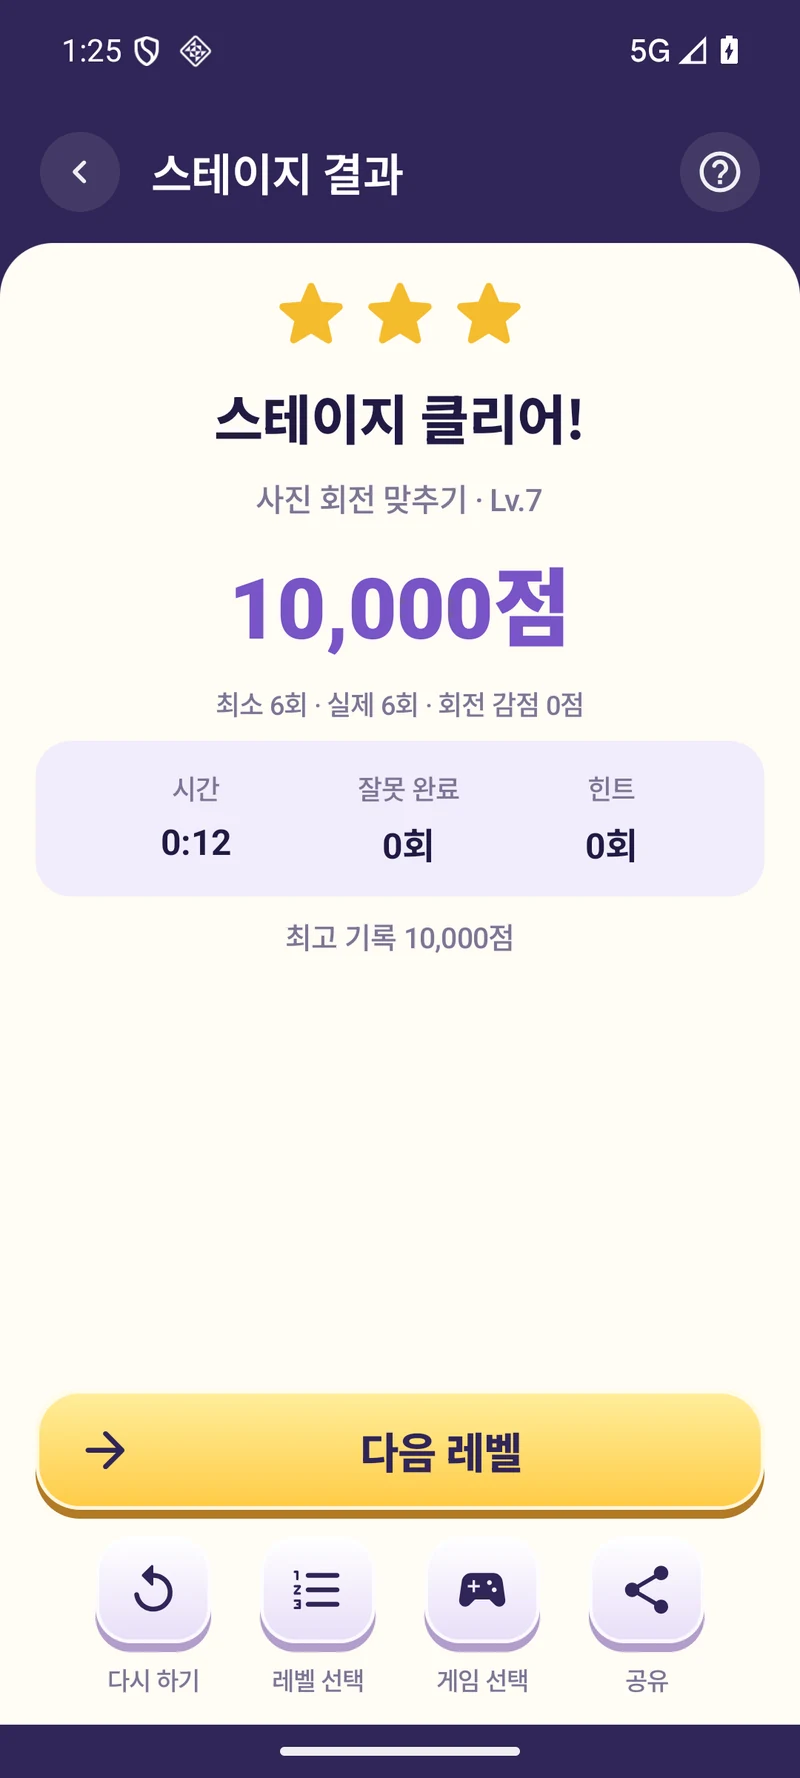 1:25
5G
스테이지 결과
스테이지 클리어!
사진 회전 맞추기 · Lv.7
10,000점
최소 6회 · 실제 6회 · 회전 감점 0점
시간 잘못 완료 힌트
0:12 0회 0회
최고 기록 10,000점
다음 레벨
다시 하기 레벨 선택 게임 선택 공유